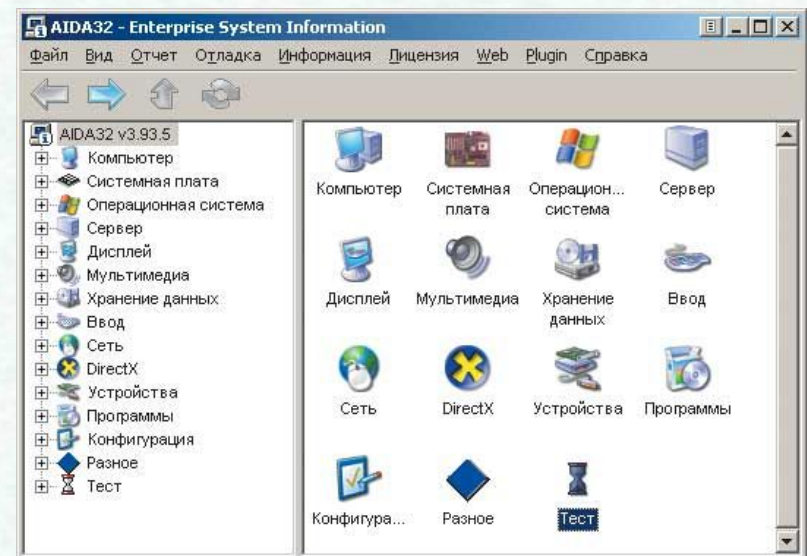 AIDA32 - Enterprise System Information
Файл Вид Отчет Отладка Информация Лицензия Web Plugin Справка
AIDA32 v3.93.5
Компьютер
Системная плата
Операционная система
Сервер
Дисплей
Мультимедиа
Хранение данных
Ввод
Сеть
DirectX
Устройства
Программы
Конфигурация
Разное
Тест
Компьютер
Системная
плата
Операцион...
система
Сервер
Дисплей
Мультимедиа
Хранение
данных
Ввод
Сеть
DirectX
Устройства
Программы
Конфигура...
Разное
Тест